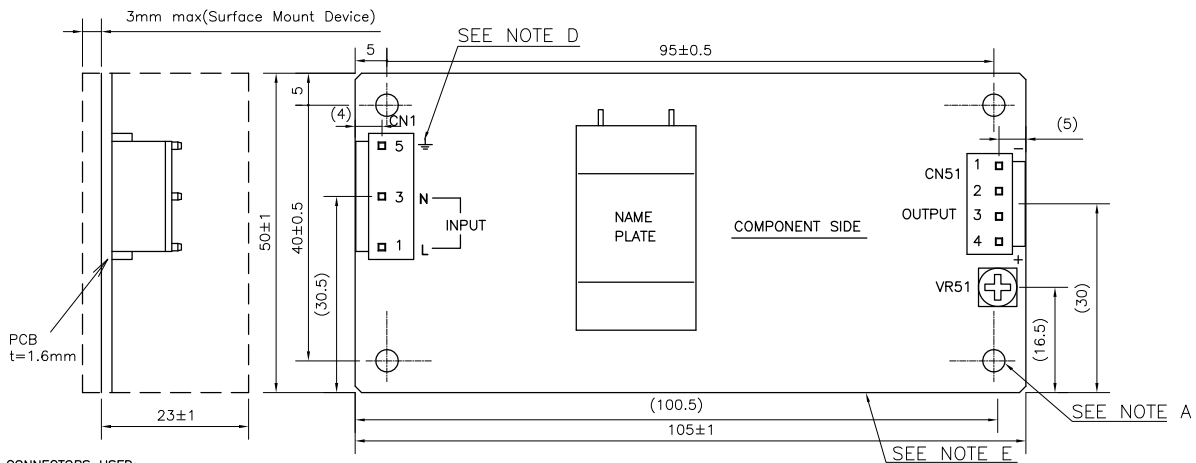 3mm max(Surface Mount Device)
SEE NOTE D
5
95±0.5
5
(4)
CN1
(5)
5
3
N
INPUT
1
L
NAME
PLATE
COMPONENT SIDE
CN51
OUTPUT
1
2
3
4
−
+
VR51
50±1
40±0.5
(30.5)
(16.5)
(30)
PCB
t=1.6mm
23±1
(100.5)
105±1
SEE NOTE A
SEE NOTE E
CONNECTORS USED